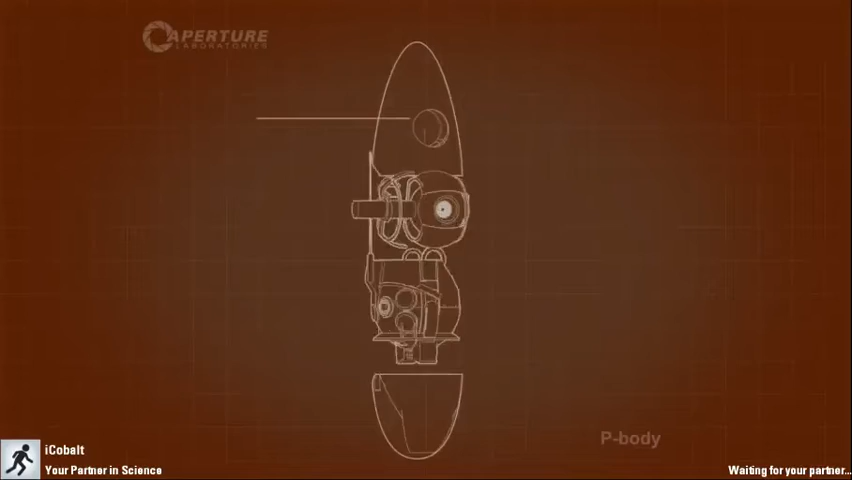 APERTURE
LABORATORIES
P-body
iCobalt
Your Partner in Science
Waiting for your partner...